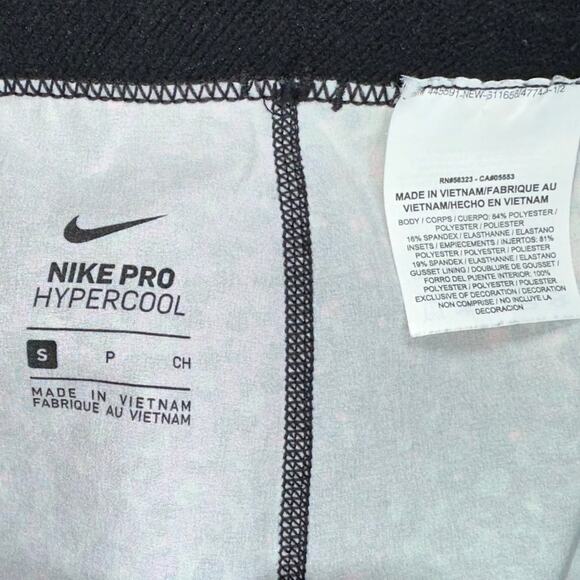 NIKE PRO
HYPERCOOL
S P CH
MADE IN VIETNAM
FABRIQUE AU VIETNAM
RN#56323 - CA#05553
MADE IN VIETNAM/FABRIQUE AU
VIETNAM/HECHO EN VIETNAM
BODY / CORPS / CUERPO: 84% POLYESTER /
POLYESTER / POLIESTER
16% SPANDEX / ELASTHANNE / ELASTANO
INSETS / EMPIECEMENTS / INJERTOS: 81%
POLYESTER / POLYESTER / POLIESTER
19% SPANDEX / ELASTHANNE / ELASTANO
GUSSET LINING / DOUBLURE DE GOUSSET /
FORRO DEL PUENTE INTERIOR: 100%
POLYESTER / POLYESTER / POLIESTER
EXCLUSIVE OF DECORATION / DECORATION
NON COMPRISE / NO INCLUYE LA
DECORACION